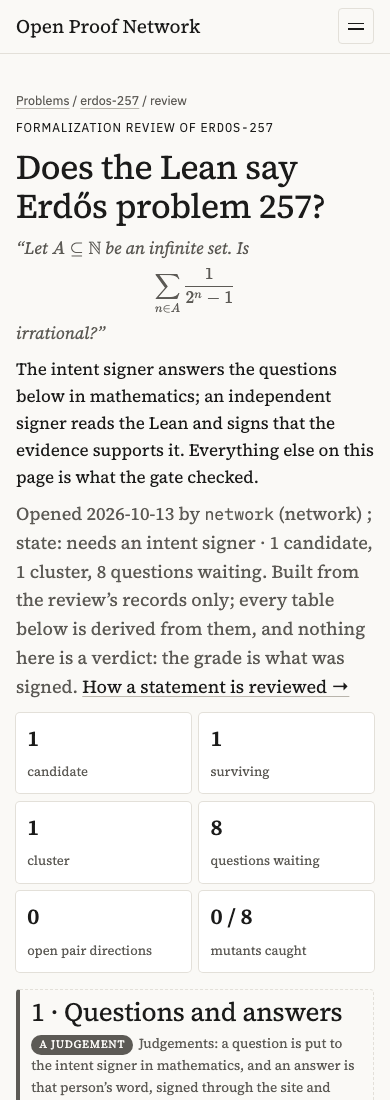 Open Proof Network
Problems / erdos-257 / review
FORMALIZATION REVIEW OF ERDOS-257
Does the Lean say
Erdős problem 257?
“Let A ⊆ ℕ be an infinite set. Is
∑_{n∈A} 1/(2ⁿ − 1)
irrational?”
The intent signer answers the questions
below in mathematics; an independent
signer reads the Lean and signs that the
evidence supports it. Everything else on this
page is what the gate checked.
Opened 2026-10-13 by network (network) ;
state: needs an intent signer · 1 candidate,
1 cluster, 8 questions waiting. Built from
the review’s records only; every table
below is derived from them, and nothing
here is a verdict: the grade is what was
signed. How a statement is reviewed →
1
candidate
1
surviving
1
cluster
8
questions waiting
0
open pair directions
0 / 8
mutants caught
1 · Questions and answers
A JUDGEMENT Judgements: a question is put to
the intent signer in mathematics, and an answer is
that person’s word, signed through the site and